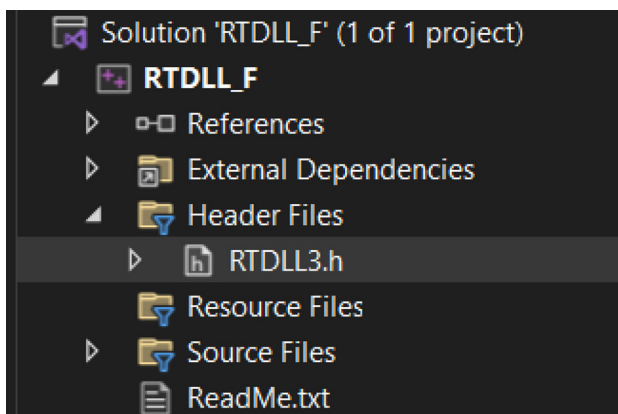 Solution 'RTDLL_F' (1 of 1 project)
RTDLL_F
References
External Dependencies
Header Files
RTDLL3.h
Resource Files
Source Files
ReadMe.txt